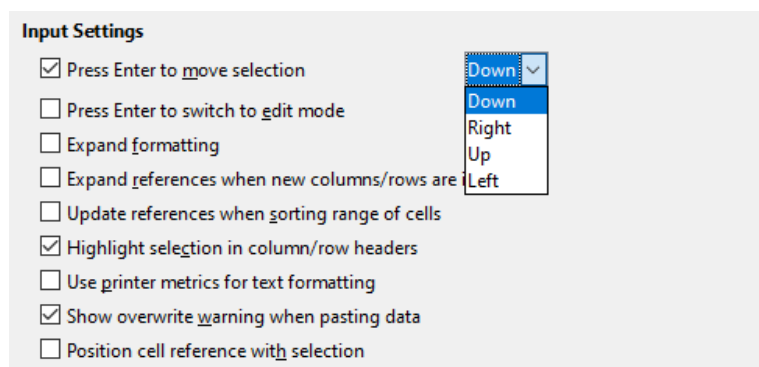 Input Settings
Press Enter to move selection Down
Down
Press Enter to switch to edit mode
Right
Expand formatting
Up
Expand references when new columns/rows are
Left
Update references when sorting range of cells
Highlight selection in column/row headers
Use printer metrics for text formatting
Show overwrite warning when pasting data
Position cell reference with selection